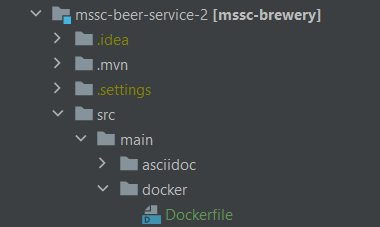 mssc-beer-service-2 [mssc-brewery]
.idea
.mvn
.settings
src
main
asciidoc
docker
D Dockerfile